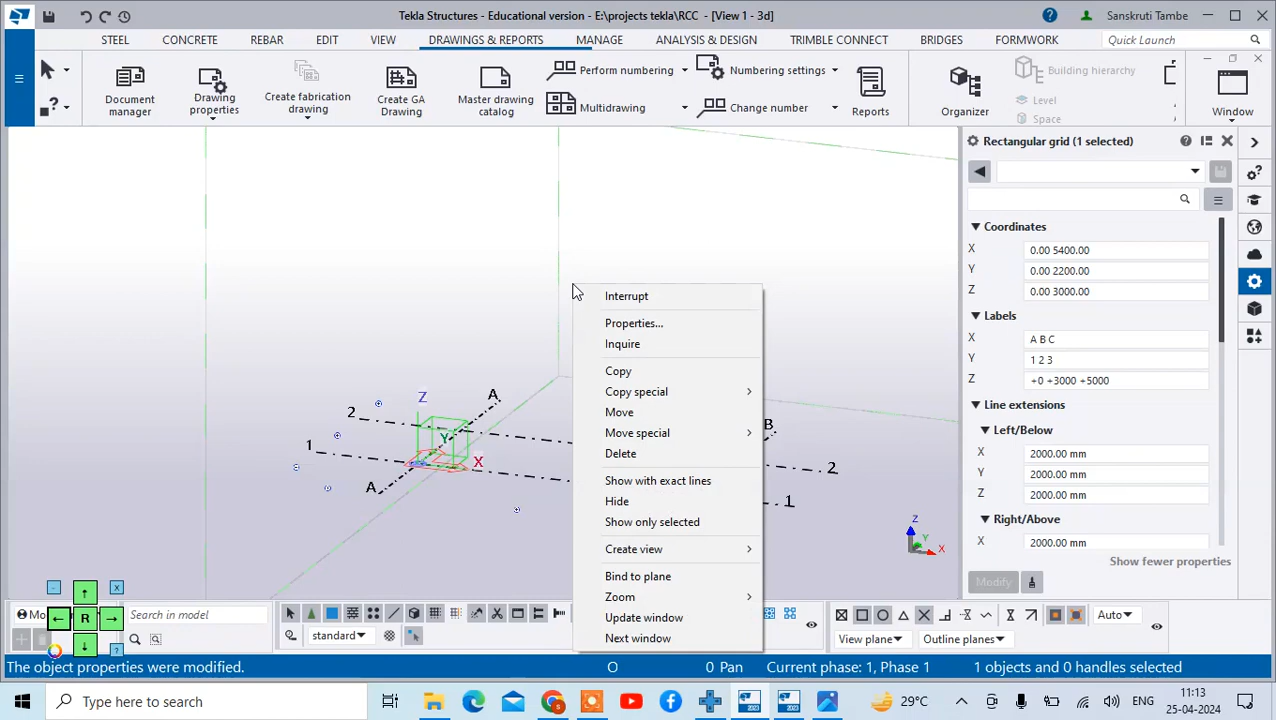 Tekla Structures - Educational version - E:\projects tekla\RCC - [View 1 - 3d]
Sanskruti Tambe
STEEL CONCRETE REBAR EDIT VIEW DRAWINGS & REPORTS MANAGE ANALYSIS & DESIGN TRIMBLE CONNECT BRIDGES FORMWORK Quick Launch
Document manager
Drawing properties
Create fabrication drawing
Create GA Drawing
Master drawing catalog
Perform numbering
Multidrawing
Numbering settings
Change number
Reports
Organizer
Building hierarchy
Level
Space
Window
Rectangular grid (1 selected)
Coordinates
X 0.00 5400.00
Y 0.00 2200.00
Z 0.00 3000.00
Labels
X A B C
Y 1 2 3
Z +0 +3000 +5000
Line extensions
Left/Below
X 2000.00 mm
Y 2000.00 mm
Z 2000.00 mm
Right/Above
X 2000.00 mm
Show fewer properties
Modify
Interrupt
Properties...
Inquire
Copy
Copy special
Move
Move special
Delete
Show with exact lines
Hide
Show only selected
Create view
Bind to plane
Zoom
Update window
Next window
2
1
A
A
Z
Y
X
B
2
1
Z
Y
X
R
Search in model
standard
Auto
View plane
Outline planes
The object properties were modified.
O
0 Pan
Current phase: 1, Phase 1
1 objects and 0 handles selected
Type here to search
29°C
ENG
11:13
25-04-2024